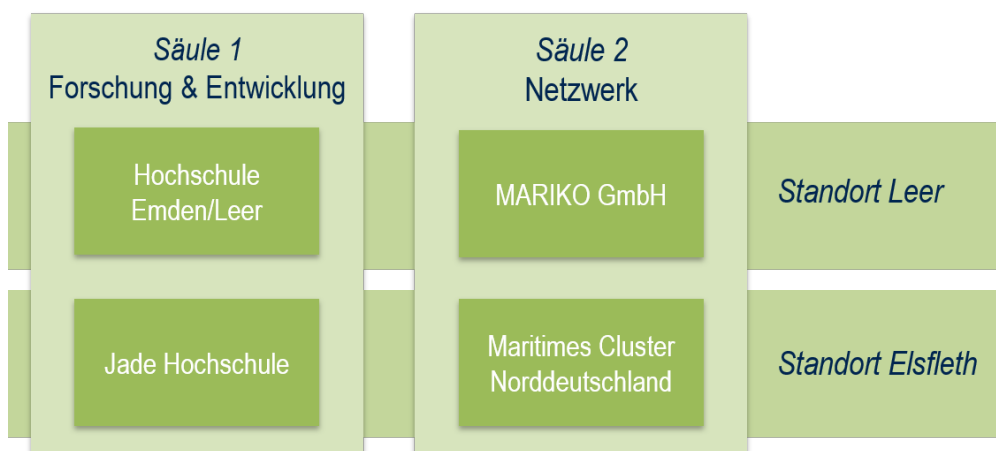 Säule 1
Forschung & Entwicklung
Säule 2
Netzwerk
Hochschule
Emden/Leer
MARIKO GmbH
Standort Leer
Jade Hochschule
Maritimes Cluster
Norddeutschland
Standort Elsfleth